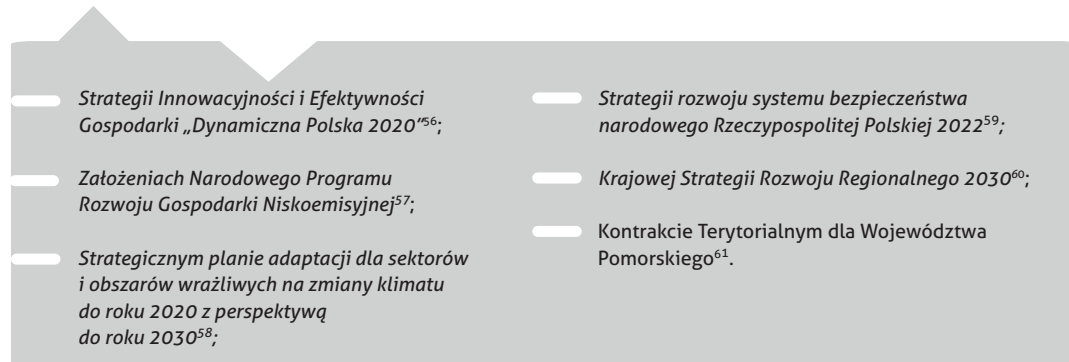 Strategii Innowacyjności i Efektywności
Gospodarki „Dynamiczna Polska 2020”⁵⁶;
Założeniach Narodowego Programu
Rozwoju Gospodarki Niskoemisyjnej⁵⁷;
Strategicznym planie adaptacji dla sektorów
i obszarów wrażliwych na zmiany klimatu
do roku 2020 z perspektywą
do roku 2030⁵⁸;
Strategii rozwoju systemu bezpieczeństwa
narodowego Rzeczypospolitej Polskiej 2022⁵⁹;
Krajowej Strategii Rozwoju Regionalnego 2030⁶⁰;
Kontrakcie Terytorialnym dla Województwa
Pomorskiego⁶¹.